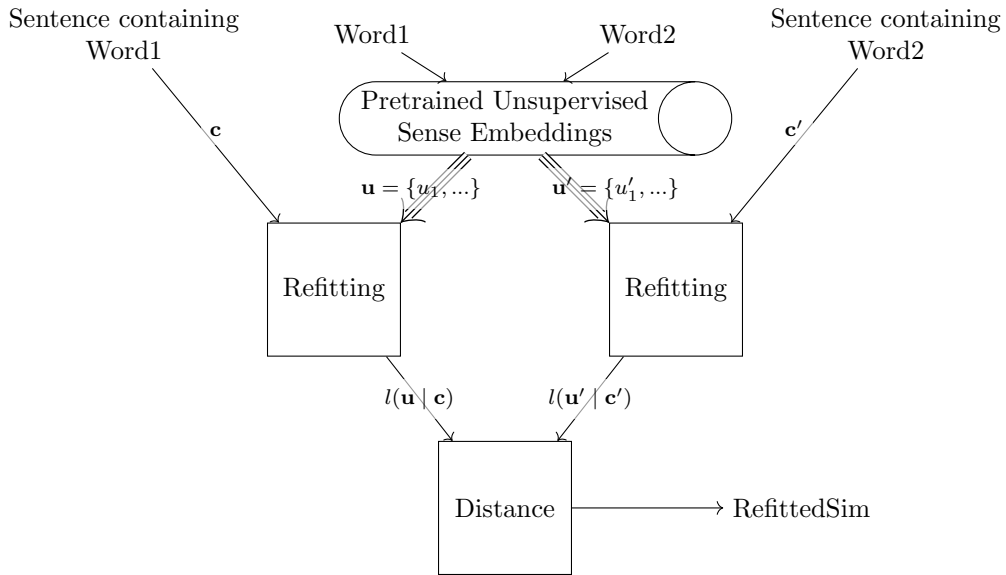 Sentence containing
Word1
Word1
Word2
Sentence containing
Word2
Pretrained Unsupervised
Sense Embeddings
c
c′
u = {u₁, ...}
u′ = {u′₁, ...}
Refitting
Refitting
l(u | c)
l(u′ | c′)
Distance
RefittedSim